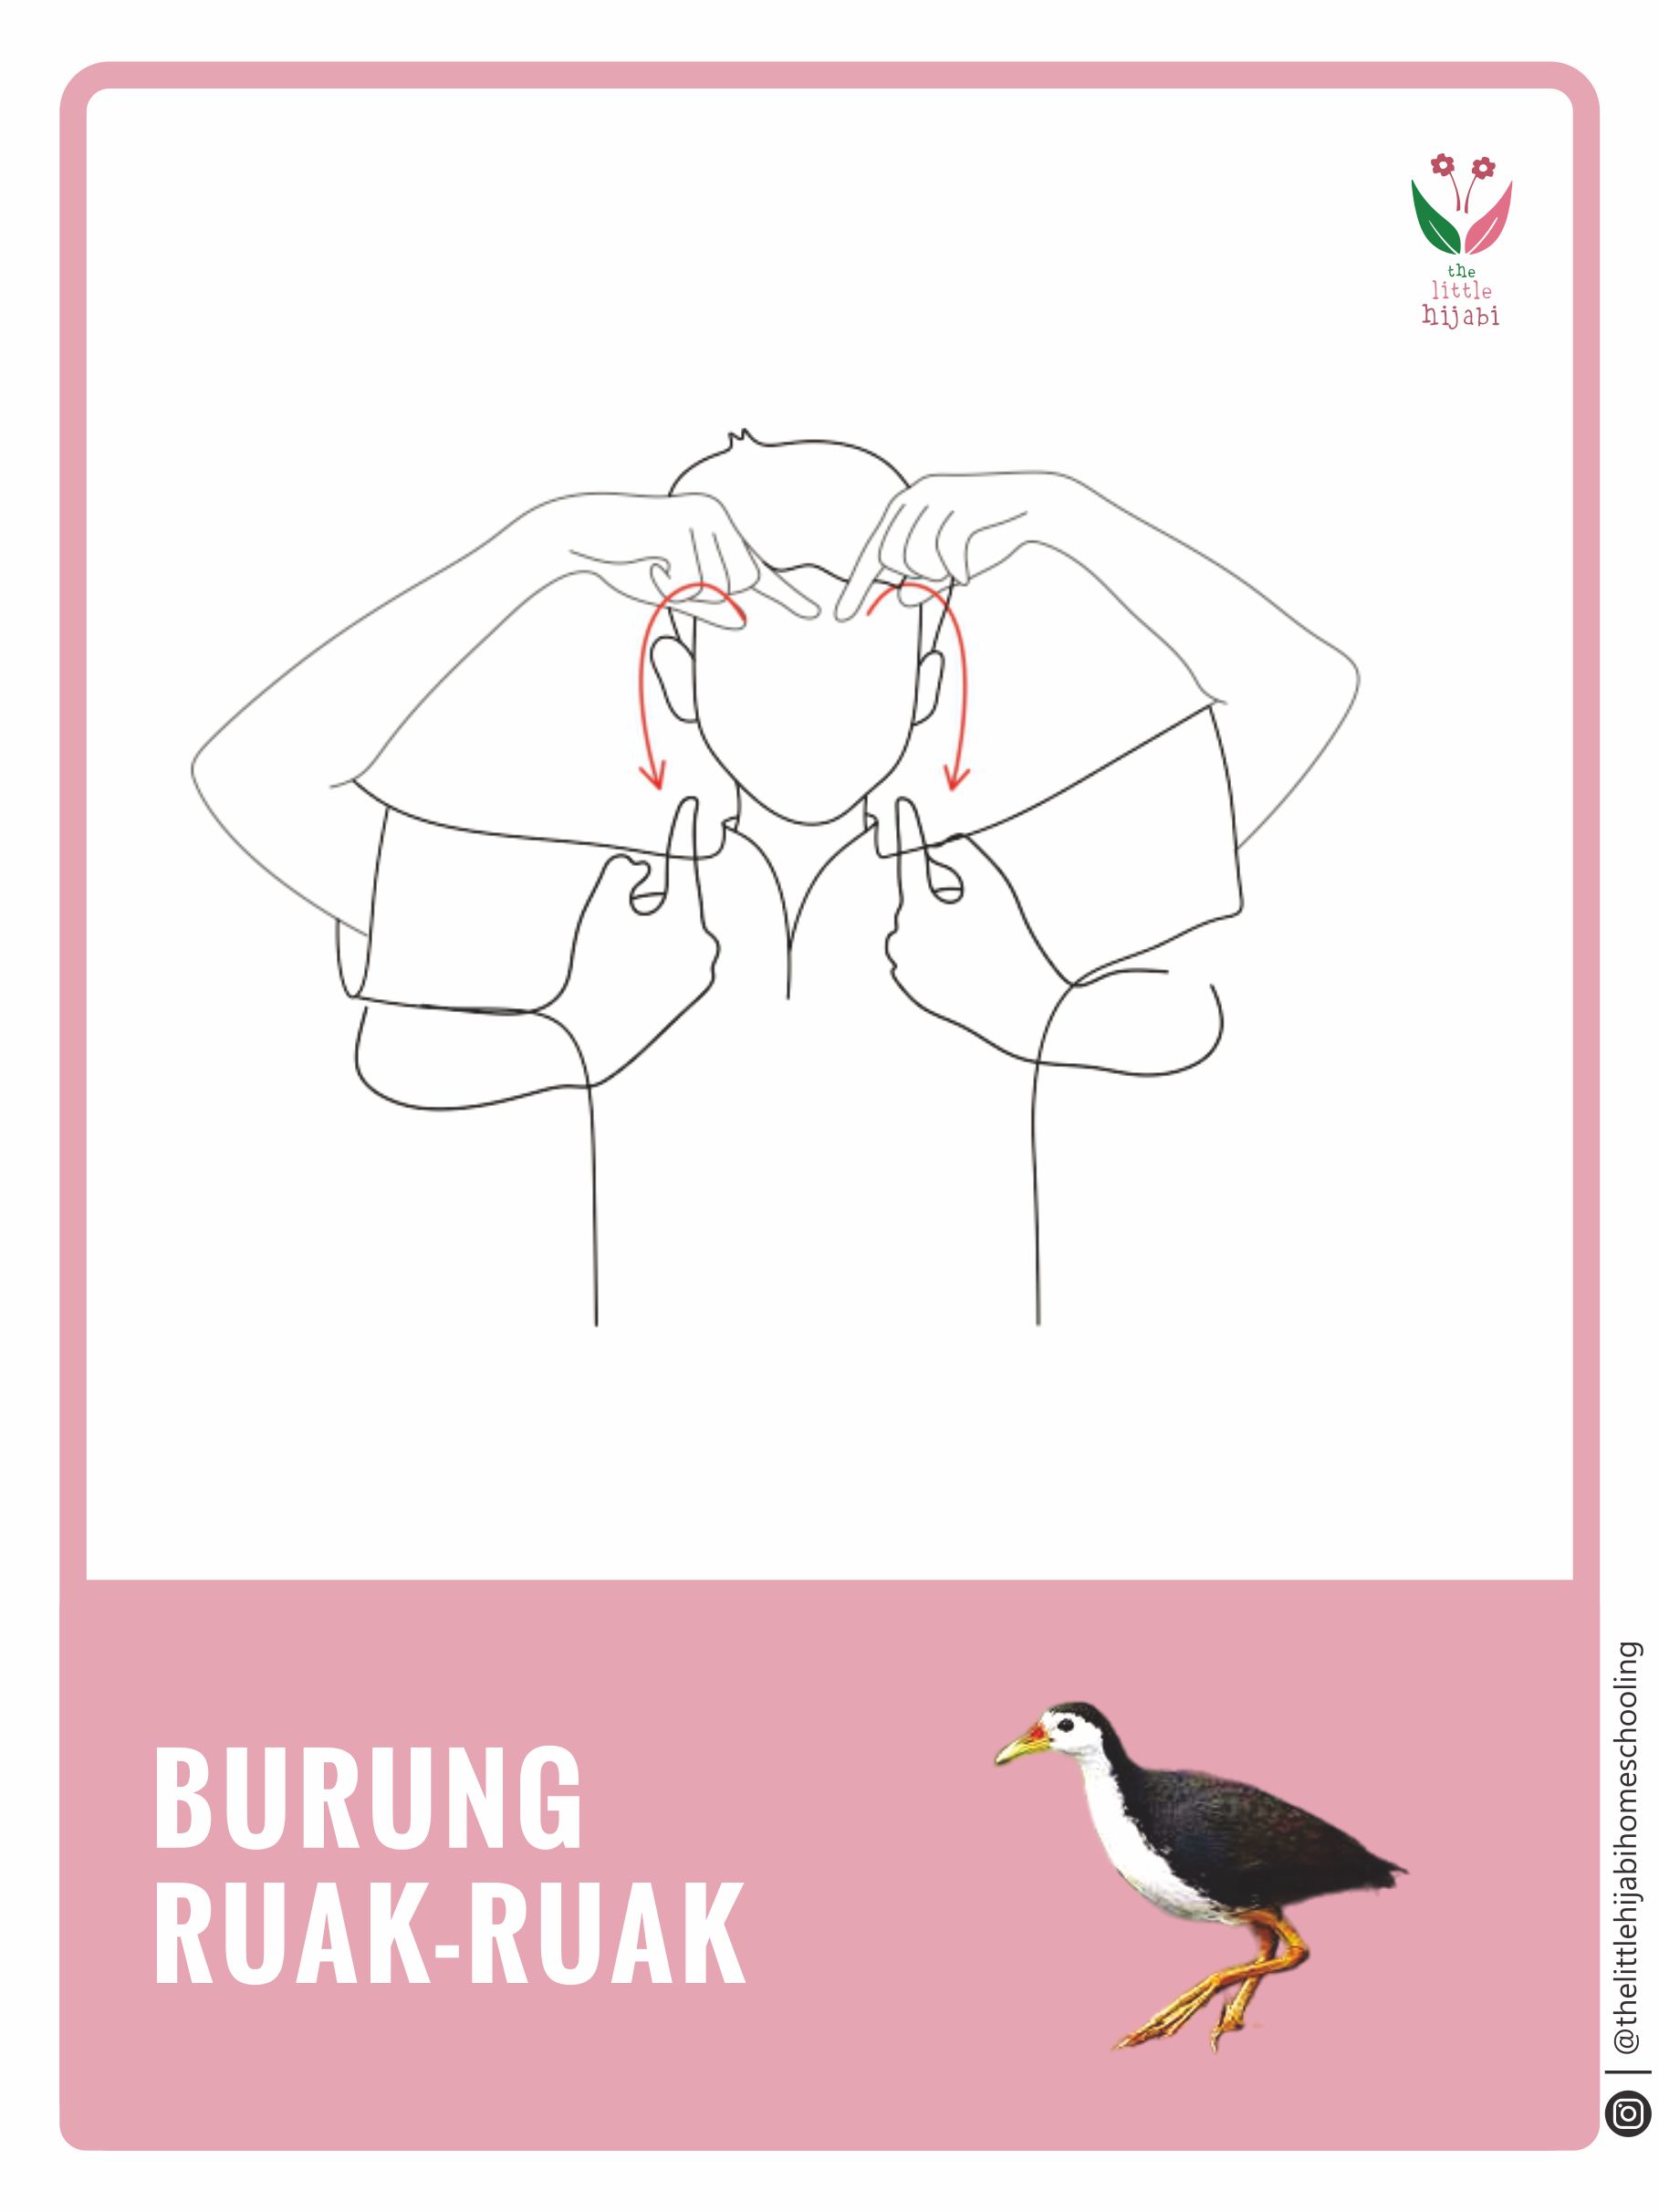 the
little
hijabi
BURUNG
RUAK-RUAK
@thelittlehijabihomeschooling